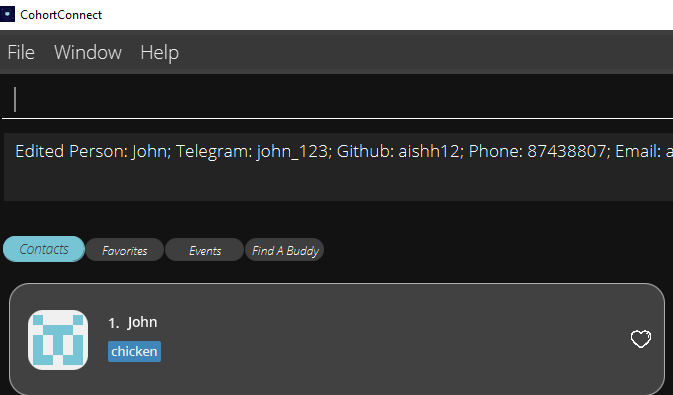 CohortConnect
File Window Help
Edited Person: John; Telegram: john_123; Github: aishh12; Phone: 87438807; Email: a
Contacts Favorites Events Find A Buddy
1. John
chicken